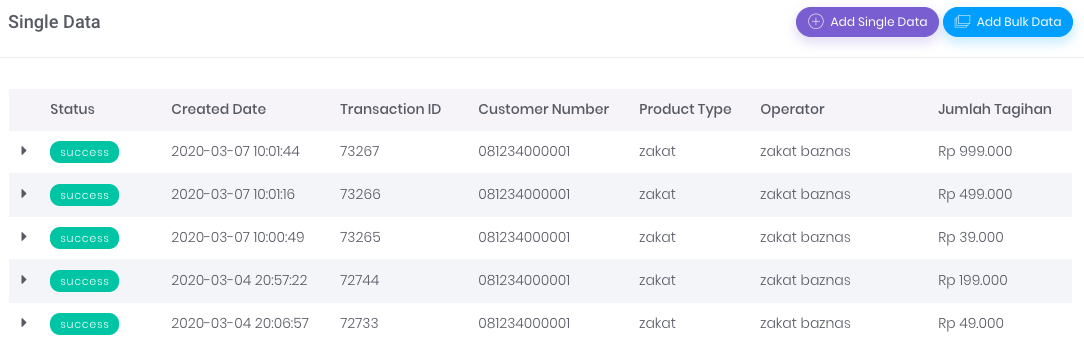 Single Data Add Single Data Add Bulk Data
Status Created Date Transaction ID Customer Number Product Type Operator Jumlah Tagihan
success 2020-03-07 10:01:44 73267 081234000001 zakat zakat baznas Rp 999.000
success 2020-03-07 10:01:16 73266 081234000001 zakat zakat baznas Rp 499.000
success 2020-03-07 10:00:49 73265 081234000001 zakat zakat baznas Rp 39.000
success 2020-03-04 20:57:22 72744 081234000001 zakat zakat baznas Rp 199.000
success 2020-03-04 20:06:57 72733 081234000001 zakat zakat baznas Rp 49.000